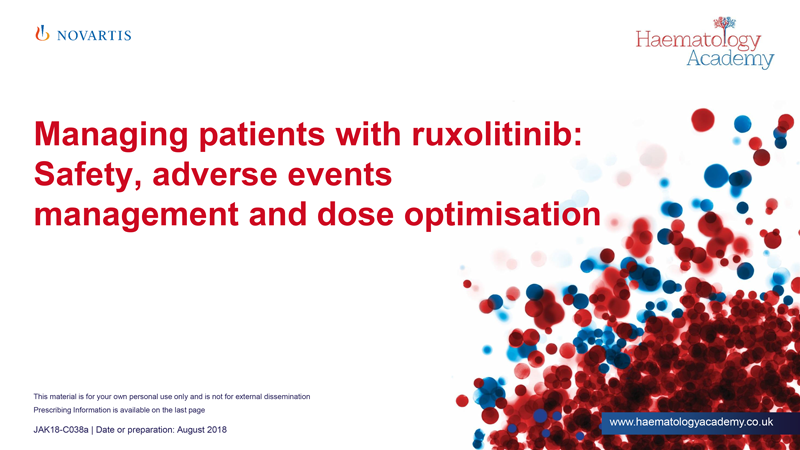 NOVARTIS
Haematology
Academy
Managing patients with ruxolitinib:
Safety, adverse events
management and dose optimisation
This material is for your own personal use only and is not for external dissemination
Prescribing Information is available on the last page
JAK18-C038a | Date or preparation: August 2018
www.haematologyacademy.co.uk